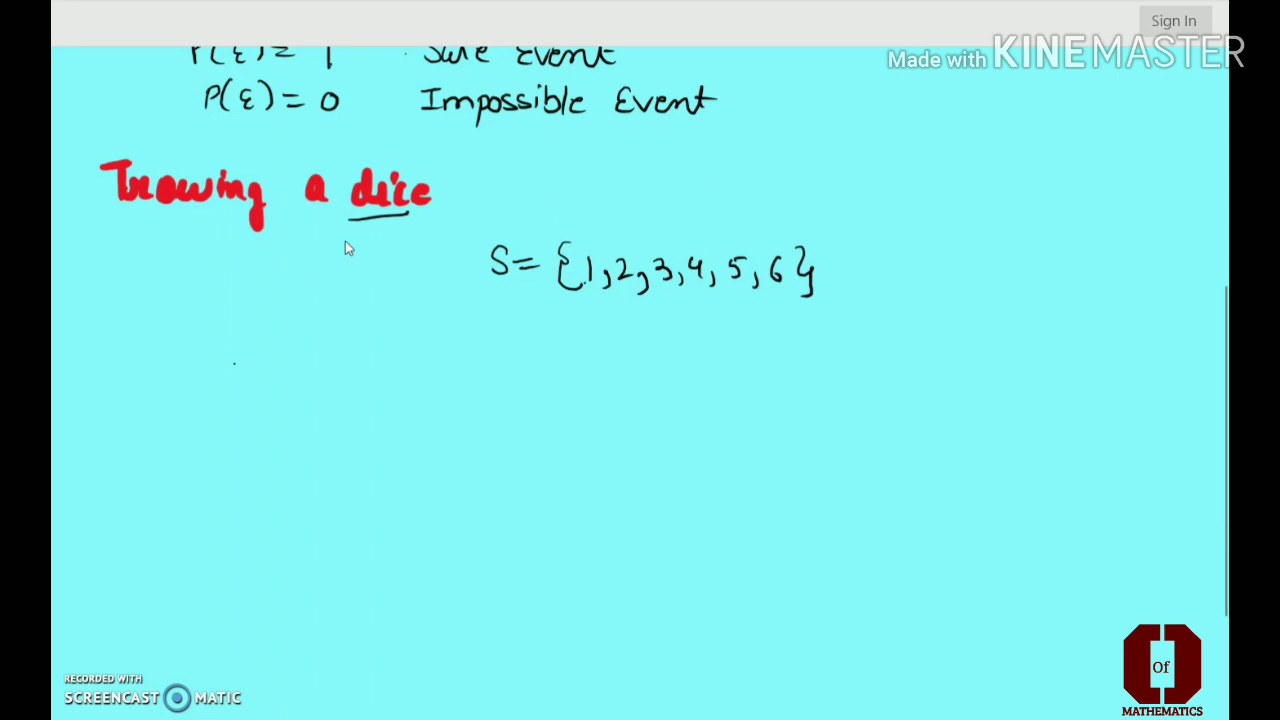 Sign In
P(ε) = 1 Sure Event
Made with KINEMASTER
P(ε) = 0 Impossible Event
Trowing a dice
S = {1, 2, 3, 4, 5, 6}
Of
MATHEMATICS
RECORDED WITH
SCREENCAST MATIC